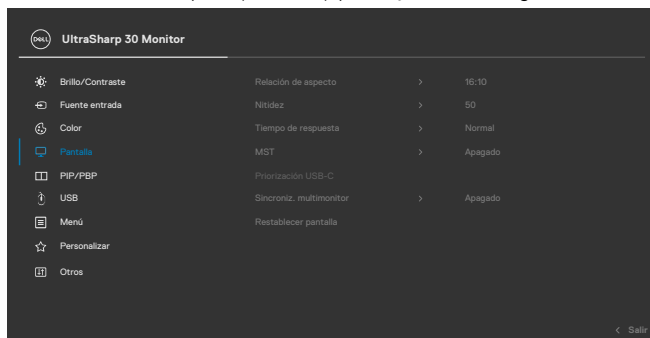 DELL UltraSharp 30 Monitor
Brillo/Contraste Relación de aspecto > 16:10
Fuente entrada Nitidez > 50
Color Tiempo de respuesta > Normal
Pantalla MST > Apagado
PIP/PBP Priorización USB-C
USB Sincroniz. multimonitor > Apagado
Menú Restablecer pantalla
Personalizar
Otros
< Salir